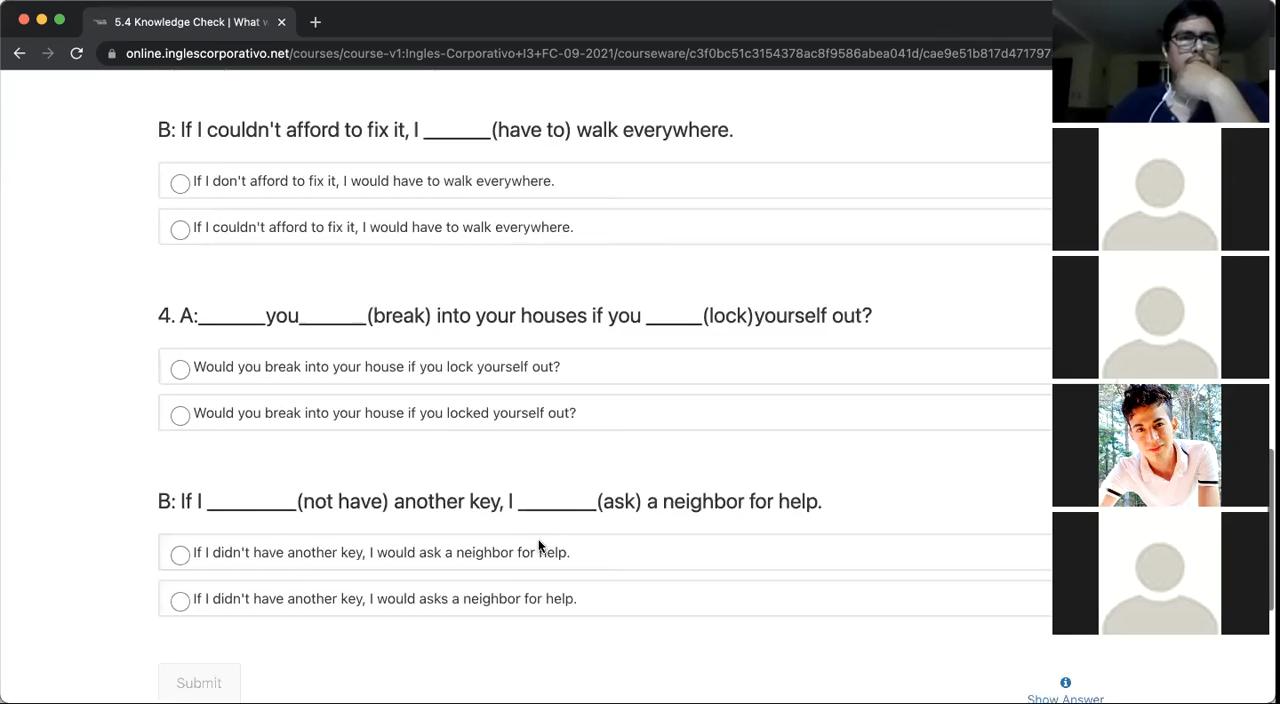 5.4 Knowledge Check | What v
online.inglescorporativo.net/courses/course-v1:Ingles-Corporativo+I3+FC-09-2021/courseware/c3f0bc51c3154378ac8f9586abea041d/cae9e51b817d471797
B: If I couldn't afford to fix it, I ______(have to) walk everywhere.
If I don't afford to fix it, I would have to walk everywhere.
If I couldn't afford to fix it, I would have to walk everywhere.
4. A:______you______(break) into your houses if you _____(lock)yourself out?
Would you break into your house if you lock yourself out?
Would you break into your house if you locked yourself out?
B: If I ________(not have) another key, I _______(ask) a neighbor for help.
If I didn't have another key, I would ask a neighbor for help.
If I didn't have another key, I would asks a neighbor for help.
Submit
Show Answer